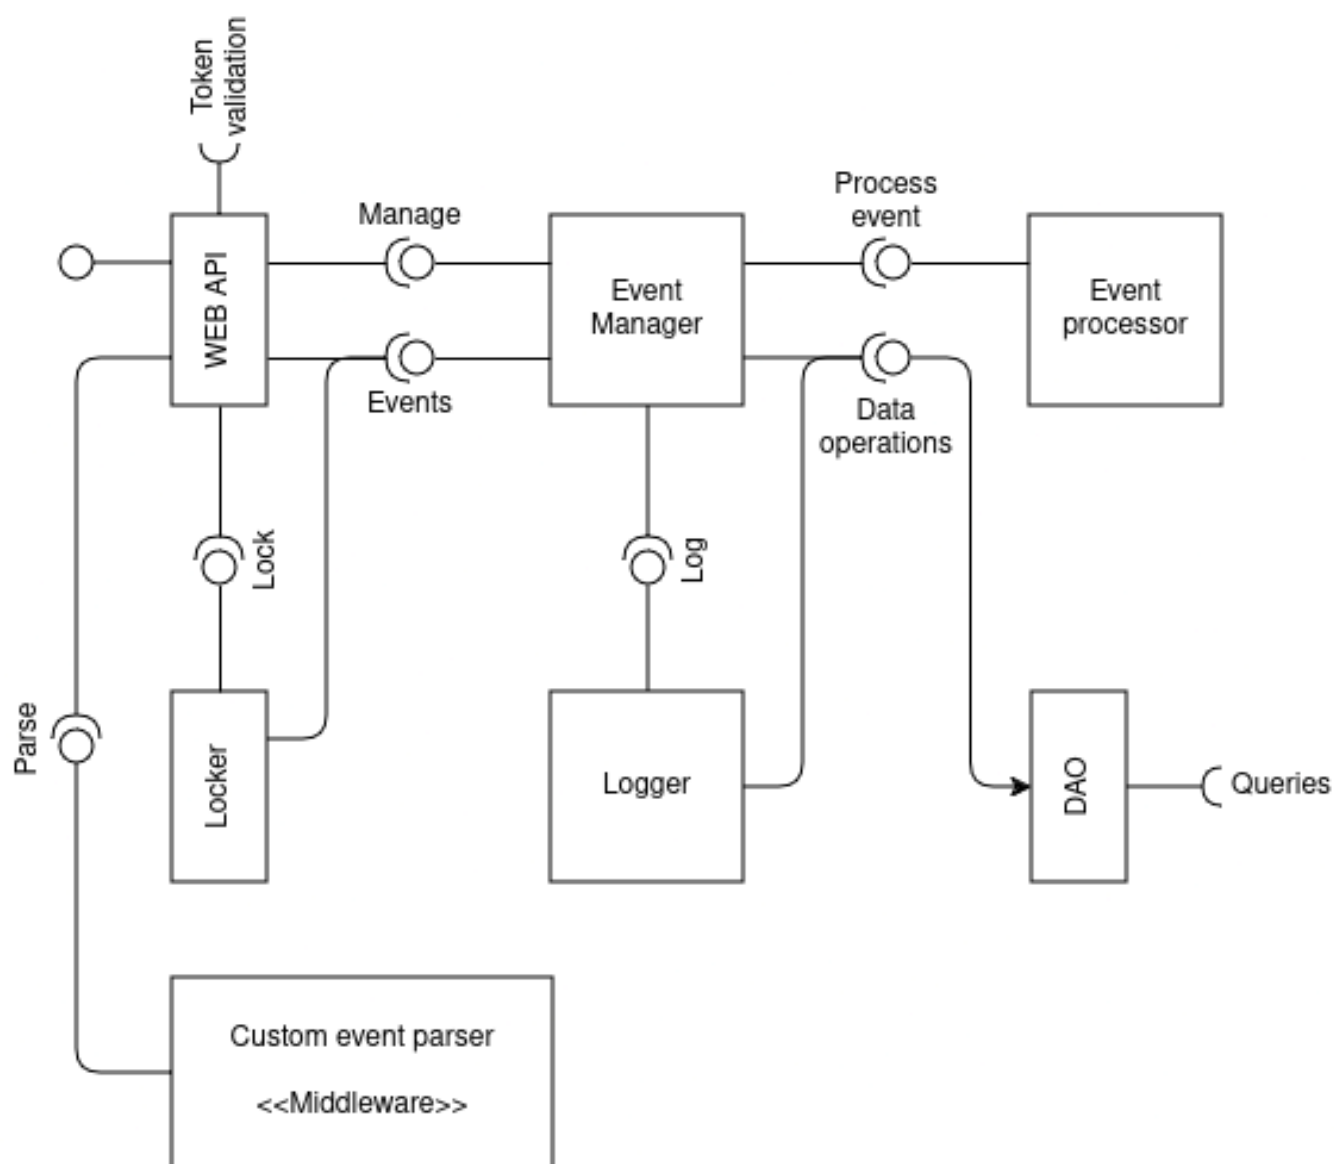 Token
validation
Manage
Process
event
WEB API
Event
Manager
Event
processor
Events
Data
operations
Lock
Log
Parse
Locker
Logger
DAO
Queries
Custom event parser
<<Middleware>>